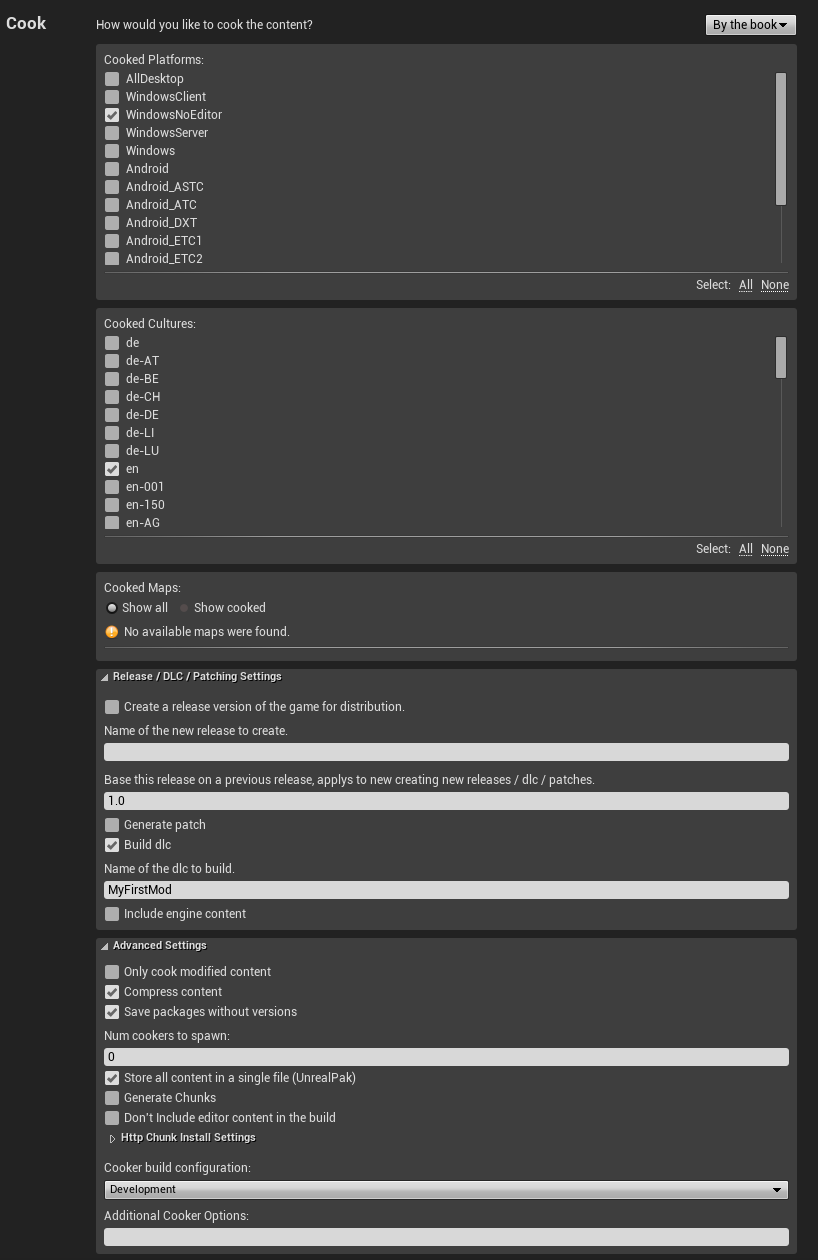 Cook
How would you like to cook the content?
By the book
Cooked Platforms:
AllDesktop
WindowsClient
WindowsNoEditor
WindowsServer
Windows
Android
Android_ASTC
Android_ATC
Android_DXT
Android_ETC1
Android_ETC2
Select: All None
Cooked Cultures:
de
de-AT
de-BE
de-CH
de-DE
de-LI
de-LU
en
en-001
en-150
en-AG
Select: All None
Cooked Maps:
Show all Show cooked
No available maps were found.
Release / DLC / Patching Settings
Create a release version of the game for distribution.
Name of the new release to create.
Base this release on a previous release, applys to new creating new releases / dlc / patches.
1.0
Generate patch
Build dlc
Name of the dlc to build.
MyFirstMod
Include engine content
Advanced Settings
Only cook modified content
Compress content
Save packages without versions
Num cookers to spawn:
0
Store all content in a single file (UnrealPak)
Generate Chunks
Don't Include editor content in the build
Http Chunk Install Settings
Cooker build configuration:
Development
Additional Cooker Options: